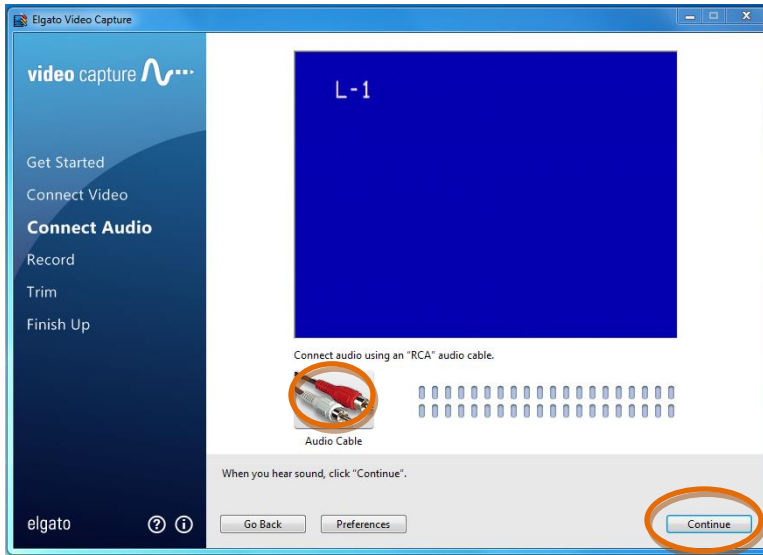 Elgato Video Capture
video capture
L-1
Get Started
Connect Video
Connect Audio
Record
Trim
Finish Up
Connect audio using an "RCA" audio cable.
Audio Cable
When you hear sound, click "Continue".
elgato
Go Back
Preferences
Continue